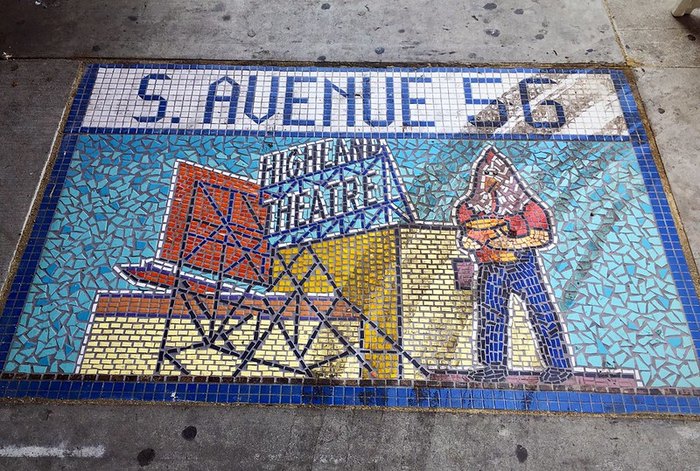 S. AVENUE 56
HIGHLAND
THEATRE